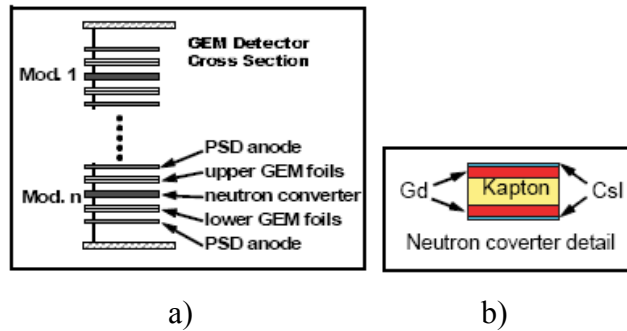 GEM Detector
Cross Section
Mod. 1
PSD anode
upper GEM foils
Mod. n
neutron converter
lower GEM foils
PSD anode
Gd
Kapton
CsI
Neutron coverter detail
a)
b)